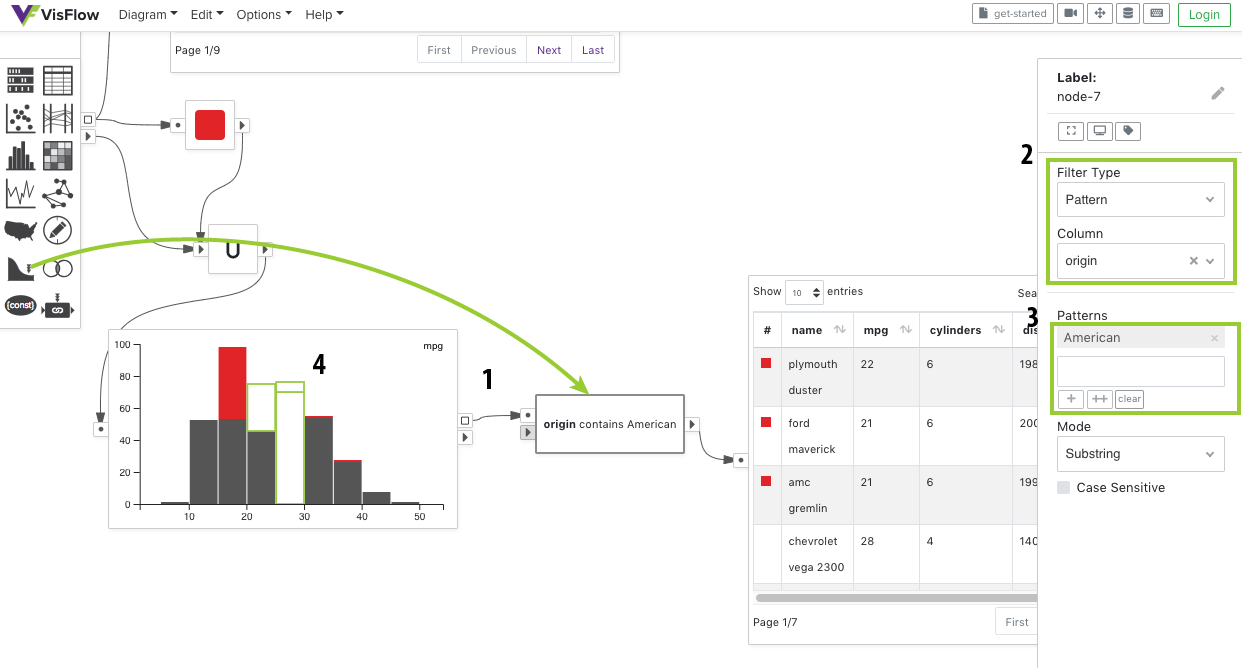 VisFlow Diagram Edit Options Help get-started Login
Page 1/9 First Previous Next Last
Label:
node-7
2
Filter Type
Pattern
Column
origin
U
(const)
Show 10 entries Sea
3
Patterns
American
# name mpg cylinders dis
plymouth duster 22 6 198
ford maverick 21 6 200
amc gremlin 21 6 199
chevrolet vega 2300 28 4 140
clear
Mode
Substring
Case Sensitive
mpg
4
1
100
80
60
40
20
0
10 20 30 40 50
origin contains American
Page 1/7 First